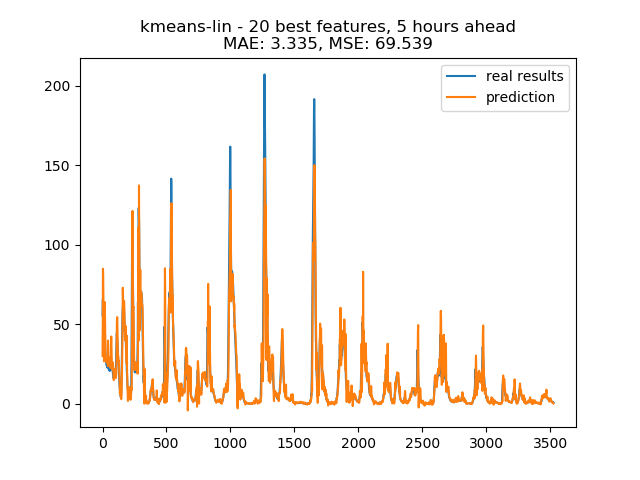 kmeans-lin - 20 best features, 5 hours ahead
MAE: 3.335, MSE: 69.539
real results
prediction
200
150
100
50
0
0 500 1000 1500 2000 2500 3000 3500